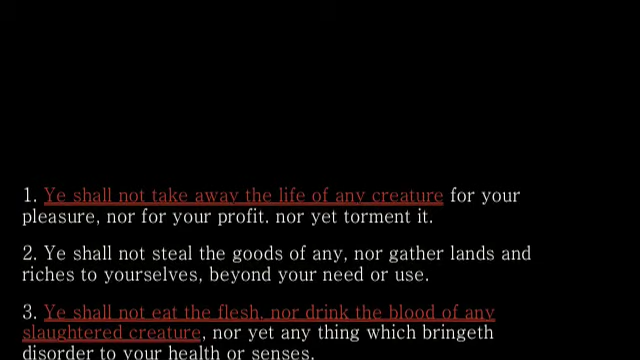 1. Ye shall not take away the life of any creature for your
pleasure, nor for your profit. nor yet torment it.
2. Ye shall not steal the goods of any, nor gather lands and
riches to yourselves, beyond your need or use.
3. Ye shall not eat the flesh. nor drink the blood of any
slaughtered creature, nor yet any thing which bringeth
disorder to your health or senses.